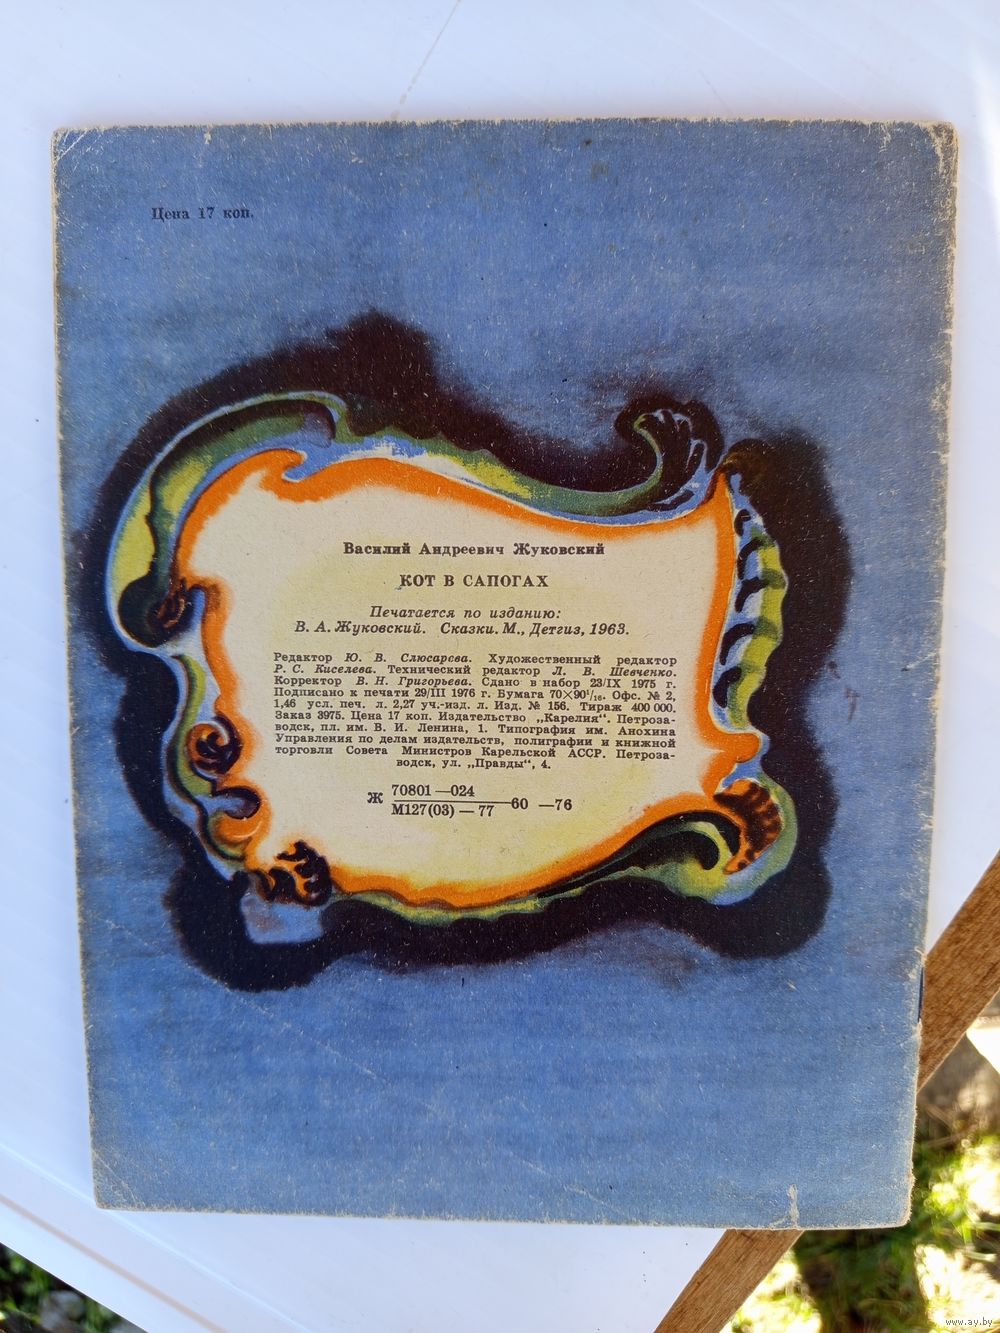 Цена 17 коп.
Василий Андреевич Жуковский
КОТ В САПОГАХ
Печатается по изданию:
В. А. Жуковский. Сказки. М., Детгиз, 1963.
Редактор Ю. В. Слюсарева. Художественный редактор
Р. С. Киселева. Технический редактор Л. В. Шевченко.
Корректор В. Н. Григорьева. Сдано в набор 23/IX 1975 г.
Подписано к печати 29/III 1976 г. Бумага 70×90¹/₁₆. Офс. № 2,
1,46 усл. печ. л. 2,27 уч.-изд. л. Изд. № 156. Тираж 400 000.
Заказ 3975. Цена 17 коп. Издательство „Карелия“. Петроза-
водск, пл. им. В. И. Ленина, 1. Типография им. Анохина
Управления по делам издательств, полиграфии и книжной
торговли Совета Министров Карельской АССР. Петроза-
водск, ул. „Правды“, 4.
Ж 70801—024
М127(03)—77 —60 —76
www.ay.by